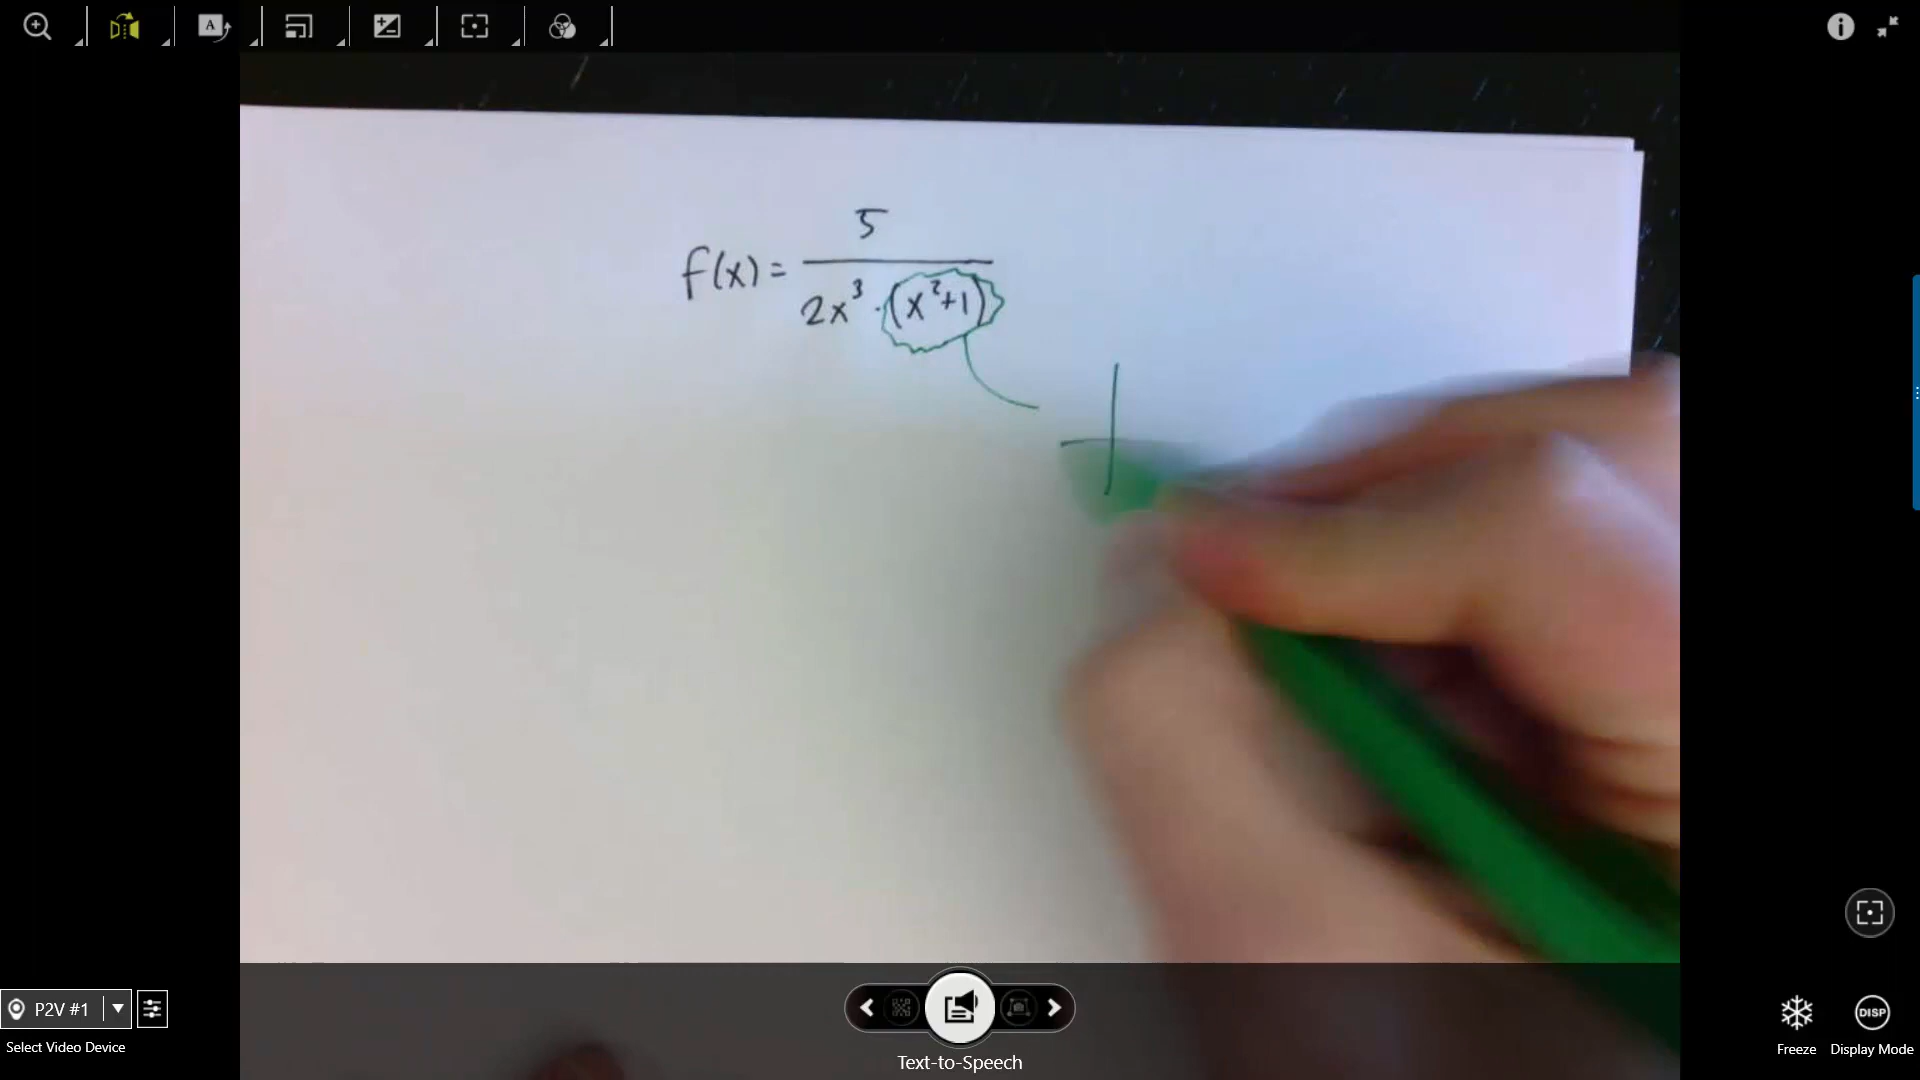 A
5
f(x) = ―――
2x³ · (x²+1)
P2V #1
Select Video Device
Text-to-Speech
Freeze
DISP
Display Mode